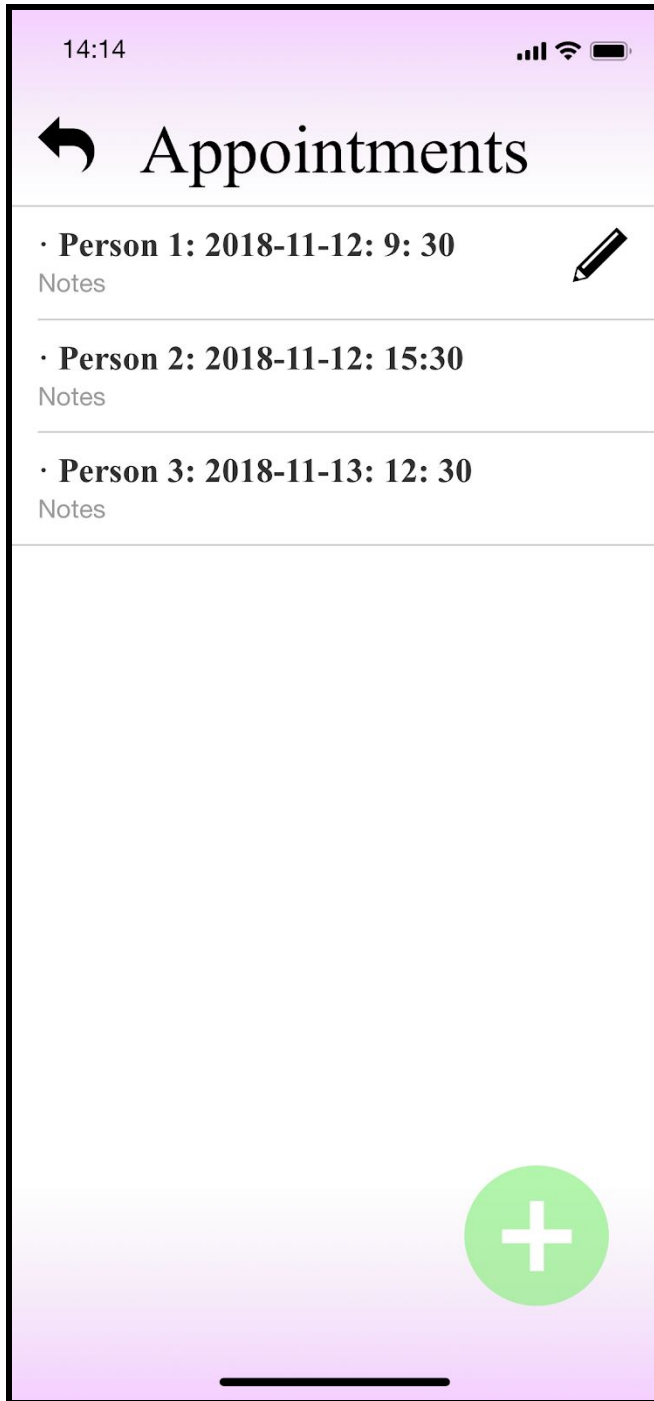 14:14
Appointments
· Person 1: 2018-11-12: 9: 30
Notes
· Person 2: 2018-11-12: 15:30
Notes
· Person 3: 2018-11-13: 12: 30
Notes